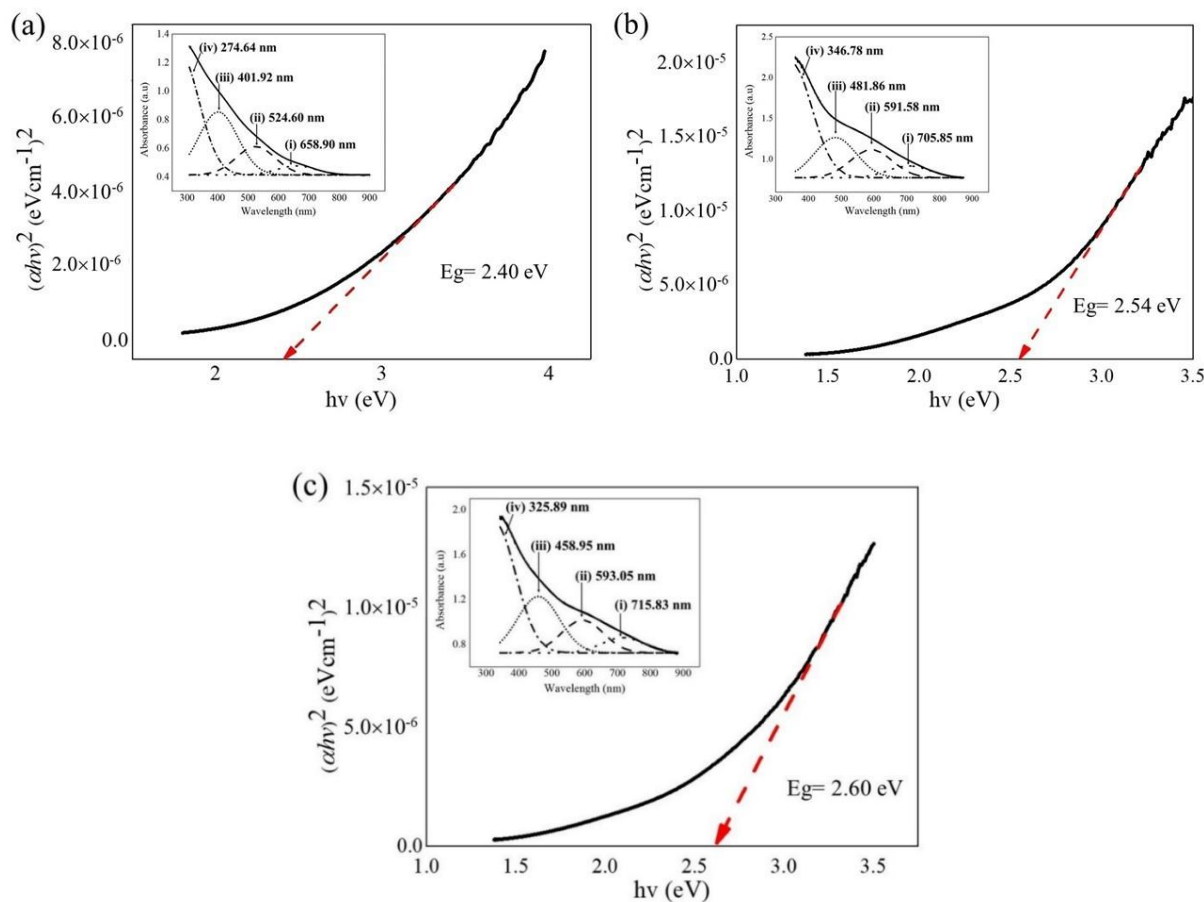 (a)
(αhν)² (eVcm⁻¹)²
8.0×10⁻⁶
6.0×10⁻⁶
4.0×10⁻⁶
2.0×10⁻⁶
0.0
2 3 4
hν (eV)
Eg= 2.40 eV
Absorbance (a.u)
1.4
1.2
1.0
0.8
0.6
0.4
300 400 500 600 700 800 900
Wavelength (nm)
(iv) 274.64 nm
(iii) 401.92 nm
(ii) 524.60 nm
(i) 658.90 nm
(b)
(αhν)² (eVcm⁻¹)²
2.0×10⁻⁵
1.5×10⁻⁵
1.0×10⁻⁵
5.0×10⁻⁶
0.0
1.0 1.5 2.0 2.5 3.0 3.5
hν (eV)
Eg= 2.54 eV
Absorbance (a.u)
2.5
2.0
1.5
1.0
300 400 500 600 700 800 900
Wavelength (nm)
(iv) 346.78 nm
(iii) 481.86 nm
(ii) 591.58 nm
(i) 705.85 nm
(c)
(αhν)² (eVcm⁻¹)²
1.5×10⁻⁵
1.0×10⁻⁵
5.0×10⁻⁶
0.0
1.0 1.5 2.0 2.5 3.0 3.5
hν (eV)
Eg= 2.60 eV
Absorbance (a.u)
2.0
1.6
1.2
0.8
300 400 500 600 700 800 900
Wavelength (nm)
(iv) 325.89 nm
(iii) 458.95 nm
(ii) 593.05 nm
(i) 715.83 nm